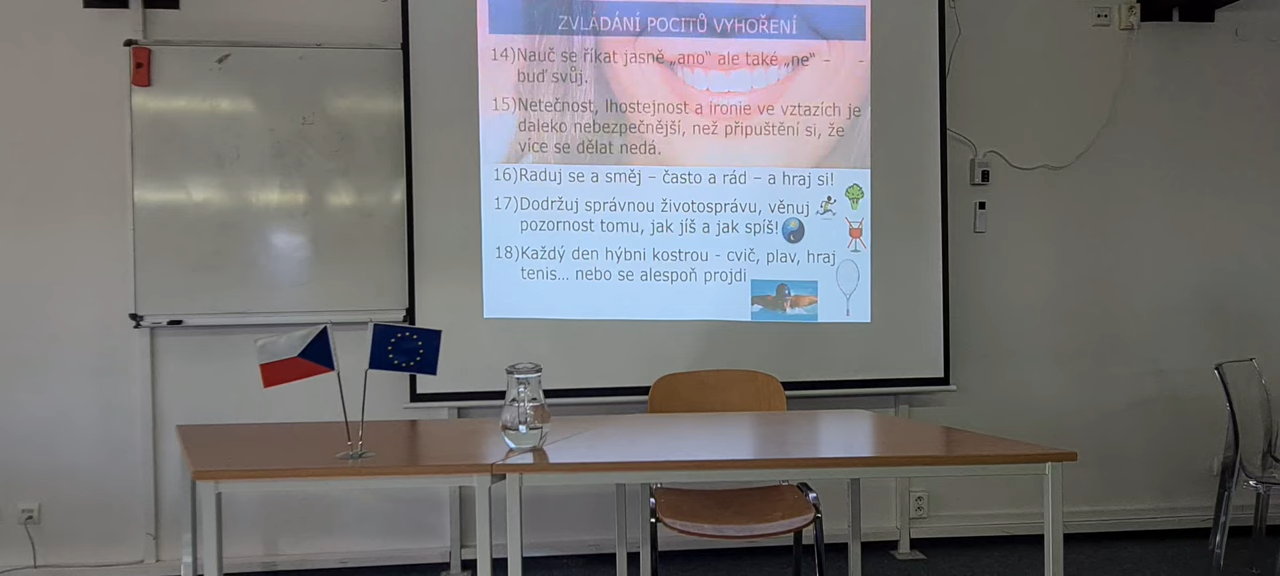 ZVLÁDÁNÍ POCITŮ VYHOŘENÍ
14)Nauč se říkat jasně „ano“ ale také „ne“ – -
buď svůj.
15)Netečnost, lhostejnost a ironie ve vztazích je
daleko nebezpečnější, než připuštění si, že
více se dělat nedá.
16)Raduj se a směj – často a rád – a hraj si!
17)Dodržuj správnou životosprávu, věnuj
pozornost tomu, jak jíš a jak spíš!
18)Každý den hýbni kostrou - cvič, plav, hraj
tenis... nebo se alespoň projdi